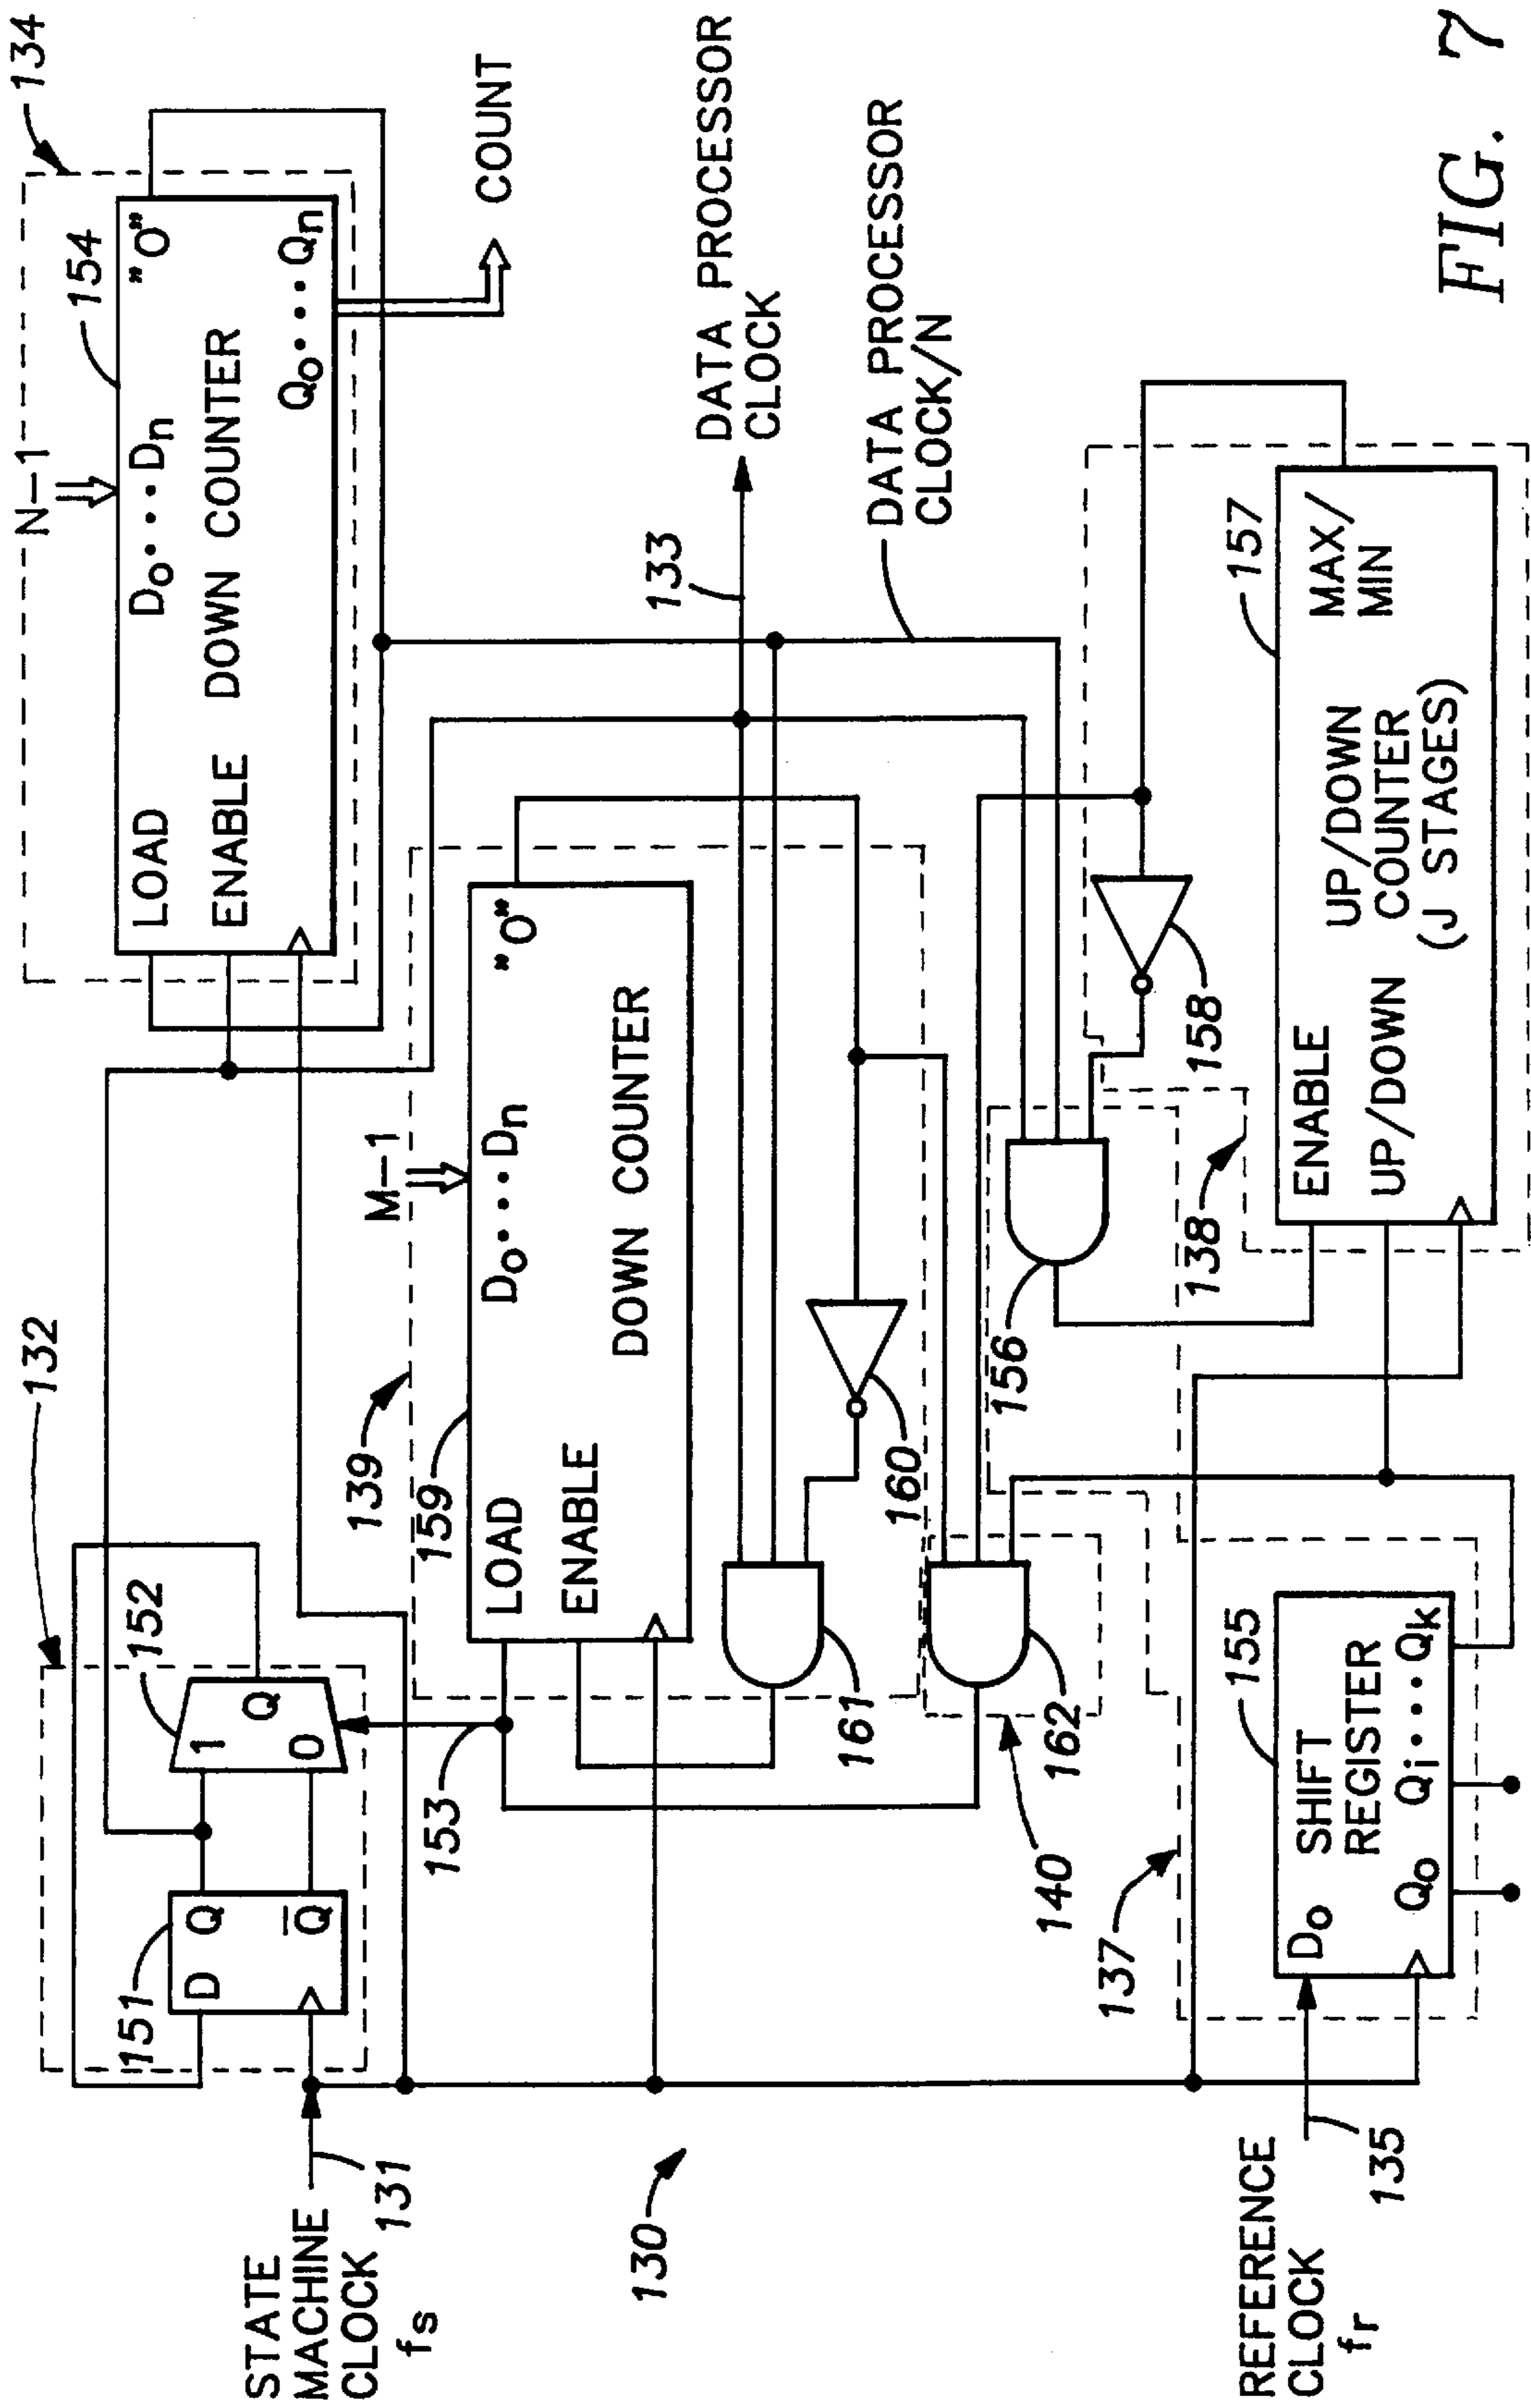 134
N-1
154
D0•••Dn
"O"
LOAD
ENABLE
DOWN COUNTER
Q0•••Qn
COUNT
132
151
152
D
Q
Q̅
1
0
Q
153
STATE
MACHINE
CLOCK
fs
131
139
M-1
159
D0•••Dn
"O"
LOAD
ENABLE
DOWN COUNTER
133
DATA PROCESSOR
CLOCK
DATA PROCESSOR
CLOCK/N
160
161
162
140
156
158
138
130
137
157
ENABLE
UP/DOWN
UP/DOWN
COUNTER
(J STAGES)
MAX/
MIN
155
D0
SHIFT
REGISTER
Q0
Qi•••Qk
REFERENCE
CLOCK
fr
135
FIG. 7